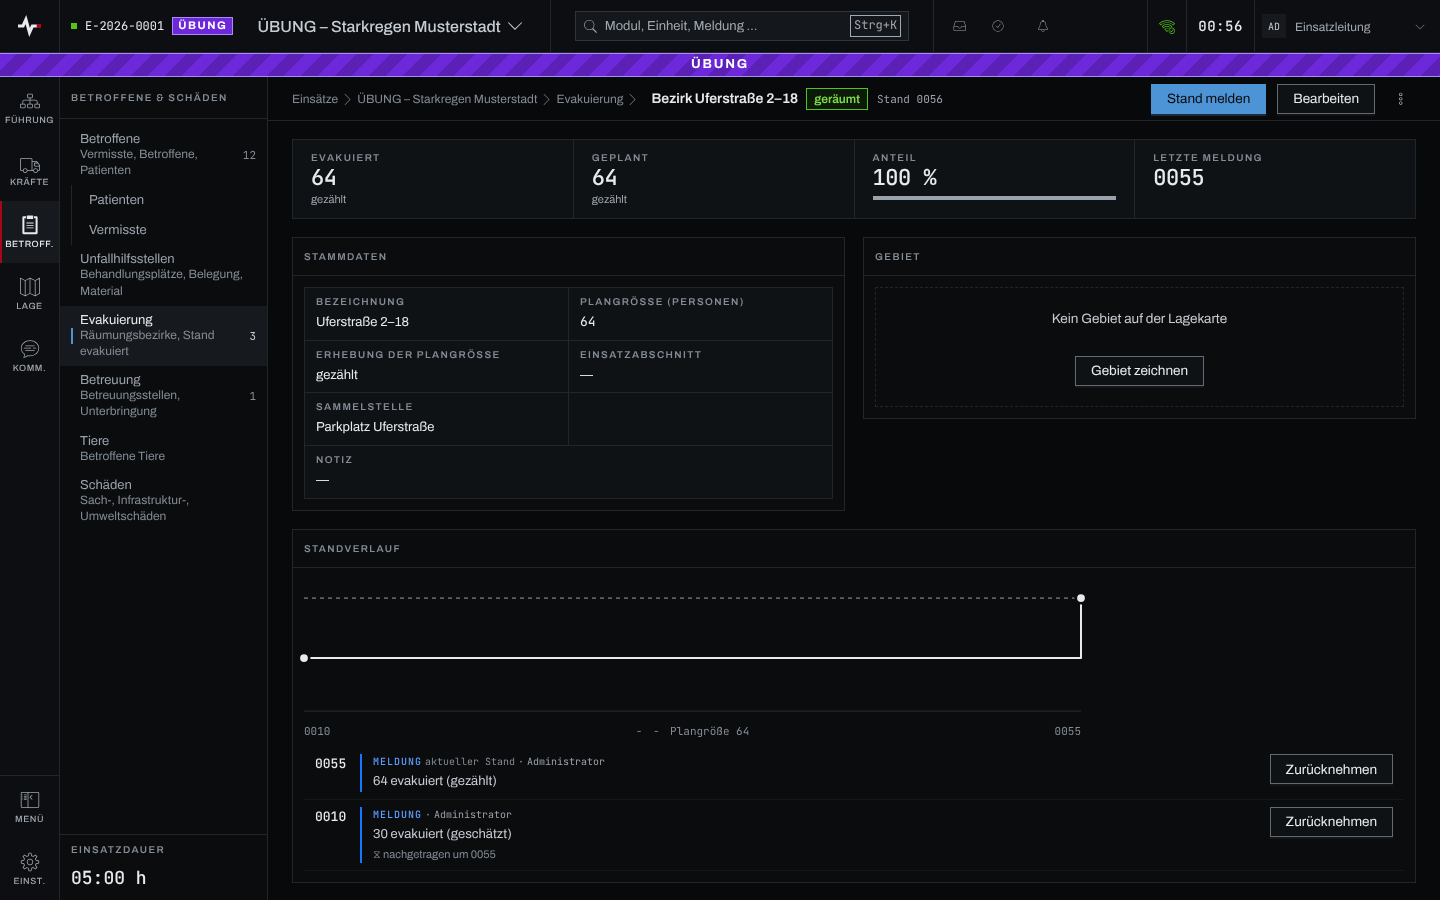 E-2026-0001 ÜBUNG ÜBUNG – Starkregen Musterstadt Modul, Einheit, Meldung ... Strg+K 00:56 AD Einsatzleitung
ÜBUNG
FÜHRUNG
KRÄFTE
BETROFF.
LAGE
KOMM.
MENÜ
EINST.
BETROFFENE & SCHÄDEN
Betroffene
Vermisste, Betroffene,
Patienten
12
Patienten
Vermisste
Unfallhilfsstellen
Behandlungsplätze, Belegung,
Material
Evakuierung
Räumungsbezirke, Stand
evakuiert
3
Betreuung
Betreuungsstellen,
Unterbringung
1
Tiere
Betroffene Tiere
Schäden
Sach-, Infrastruktur-,
Umweltschäden
EINSATZDAUER
05:00 h
Einsätze ÜBUNG – Starkregen Musterstadt Evakuierung Bezirk Uferstraße 2–18 geräumt Stand 0056 Stand melden Bearbeiten
EVAKUIERT
64
gezählt
GEPLANT
64
gezählt
ANTEIL
100 %
LETZTE MELDUNG
0055
STAMMDATEN
BEZEICHNUNG
Uferstraße 2–18
PLANGRÖSSE (PERSONEN)
64
ERHEBUNG DER PLANGRÖSSE
gezählt
EINSATZABSCHNITT
—
SAMMELSTELLE
Parkplatz Uferstraße
NOTIZ
—
GEBIET
Kein Gebiet auf der Lagekarte
Gebiet zeichnen
STANDVERLAUF
0010 - - Plangröße 64 0055
0055 MELDUNG aktueller Stand · Administrator
64 evakuiert (gezählt)
Zurücknehmen
0010 MELDUNG · Administrator
30 evakuiert (geschätzt)
⧖ nachgetragen um 0055
Zurücknehmen